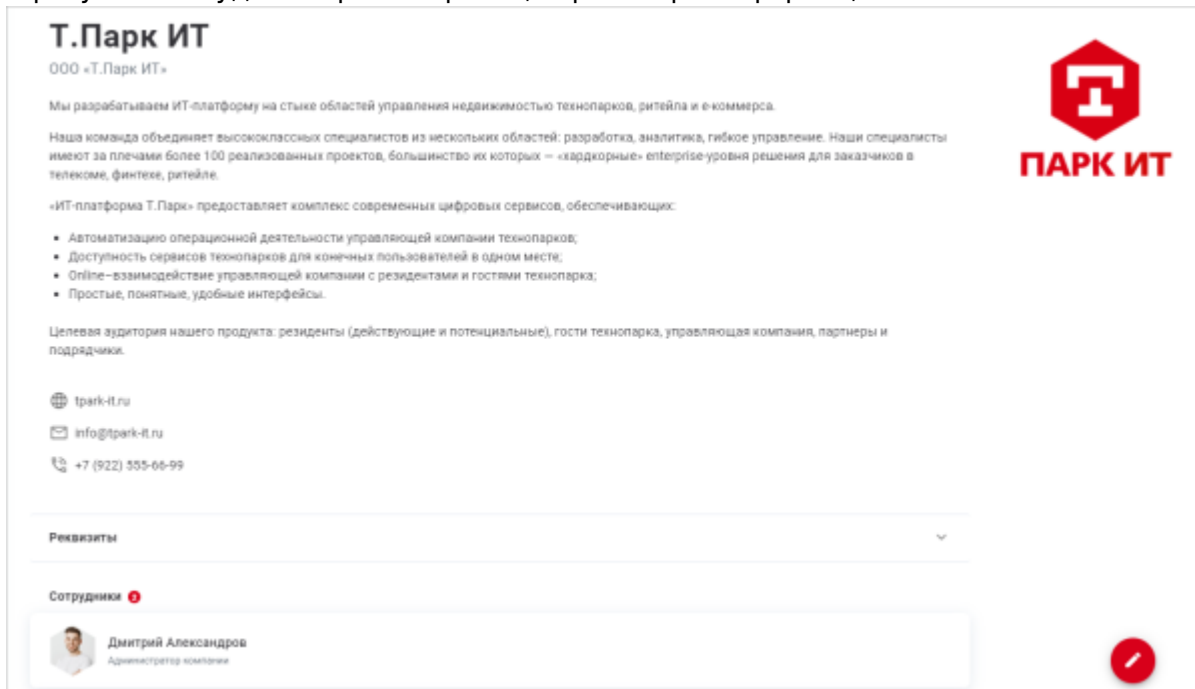 Т.Парк ИТ
ООО «Т.Парк ИТ»
ПАРК ИТ
Мы разрабатываем ИТ-платформу на стыке областей управления недвижимостью технопарков, ритейла и e-коммерса.
Наша команда объединяет высококлассных специалистов из нескольких областей: разработка, аналитика, гибкое управление. Наши специалисты
имеют за плечами более 100 реализованных проектов, большинство их которых — «хардкорные» enterprise-уровня решения для заказчиков в
телекоме, финтехе, ритейле.
«ИТ-платформа Т.Парк» предоставляет комплекс современных цифровых сервисов, обеспечивающих:
• Автоматизацию операционной деятельности управляющей компании технопарков;
• Доступность сервисов технопарков для конечных пользователей в одном месте;
• Online–взаимодействие управляющей компании с резидентами и гостями технопарка;
• Простые, понятные, удобные интерфейсы.
Целевая аудитория нашего продукта: резиденты (действующие и потенциальные), гости технопарка, управляющая компания, партнеры и
подрядчики.
tpark-it.ru
info@tpark-it.ru
+7 (922) 555-66-99
Реквизиты
Сотрудники
Дмитрий Александров
Администратор компании